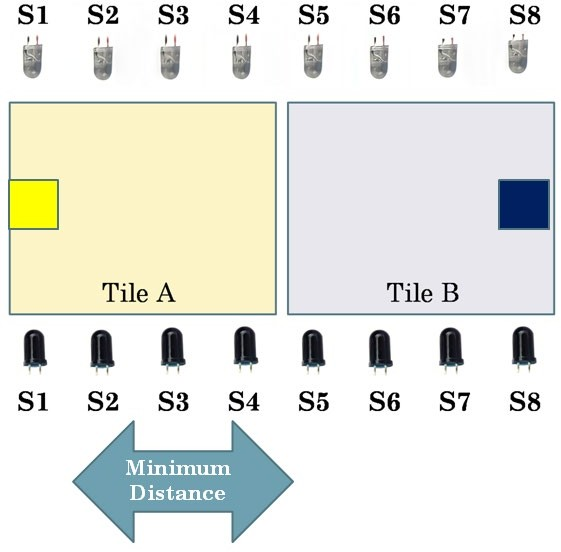 S1 S2 S3 S4 S5 S6 S7 S8
Tile A Tile B
S1 S2 S3 S4 S5 S6 S7 S8
Minimum
Distance